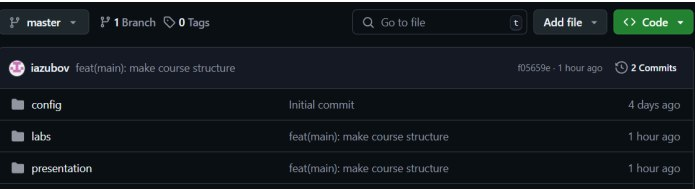 master 1 Branch 0 Tags Go to file t Add file Code
iazubov feat(main): make course structure f05659e · 1 hour ago 2 Commits
config Initial commit 4 days ago
labs feat(main): make course structure 1 hour ago
presentation feat(main): make course structure 1 hour ago